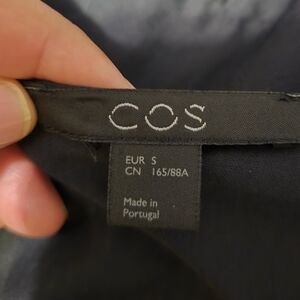 COS
EUR S
CN 165/88A
Made in
Portugal